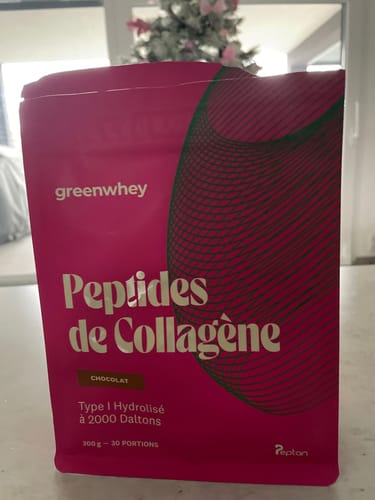 greenwhey
Peptides
de Collagène
CHOCOLAT
Type I Hydrolisé
à 2000 Daltons
300 g — 30 PORTIONS
Peptan